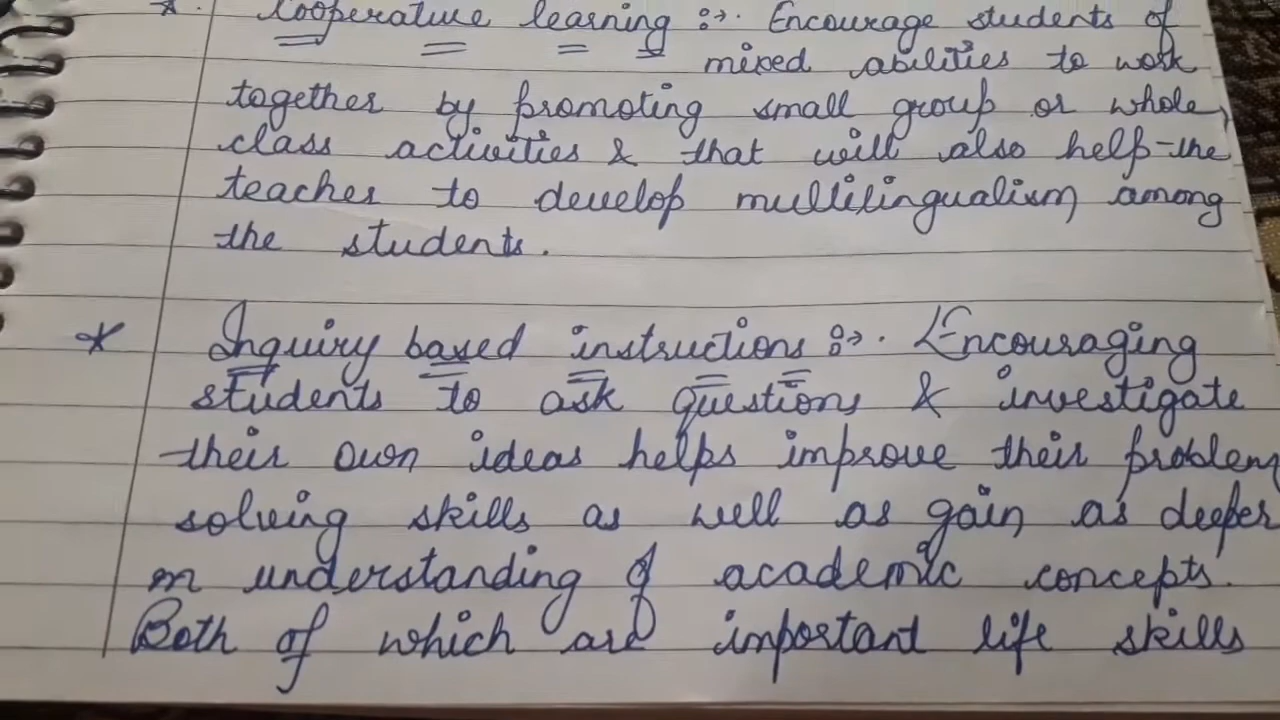 * Cooperative learning :→. Encourage students of
mixed abilities to work
together by promoting small group or whole
class activities & that will also help the
teacher to develop multilingualism among
the students.
* Inquiry based instructions :→. Encouraging
students to ask questions & investigate
their own ideas helps improve their problem
solving skills as well as gain as deeper
understanding of academic concepts.
Both of which are important life skills